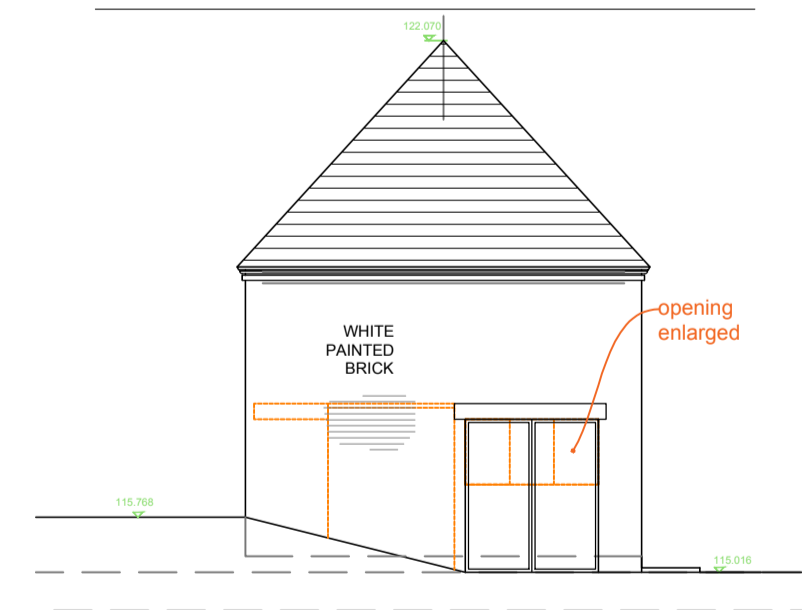 122.070
WHITE
PAINTED
BRICK
opening
enlarged
115.768
115.016